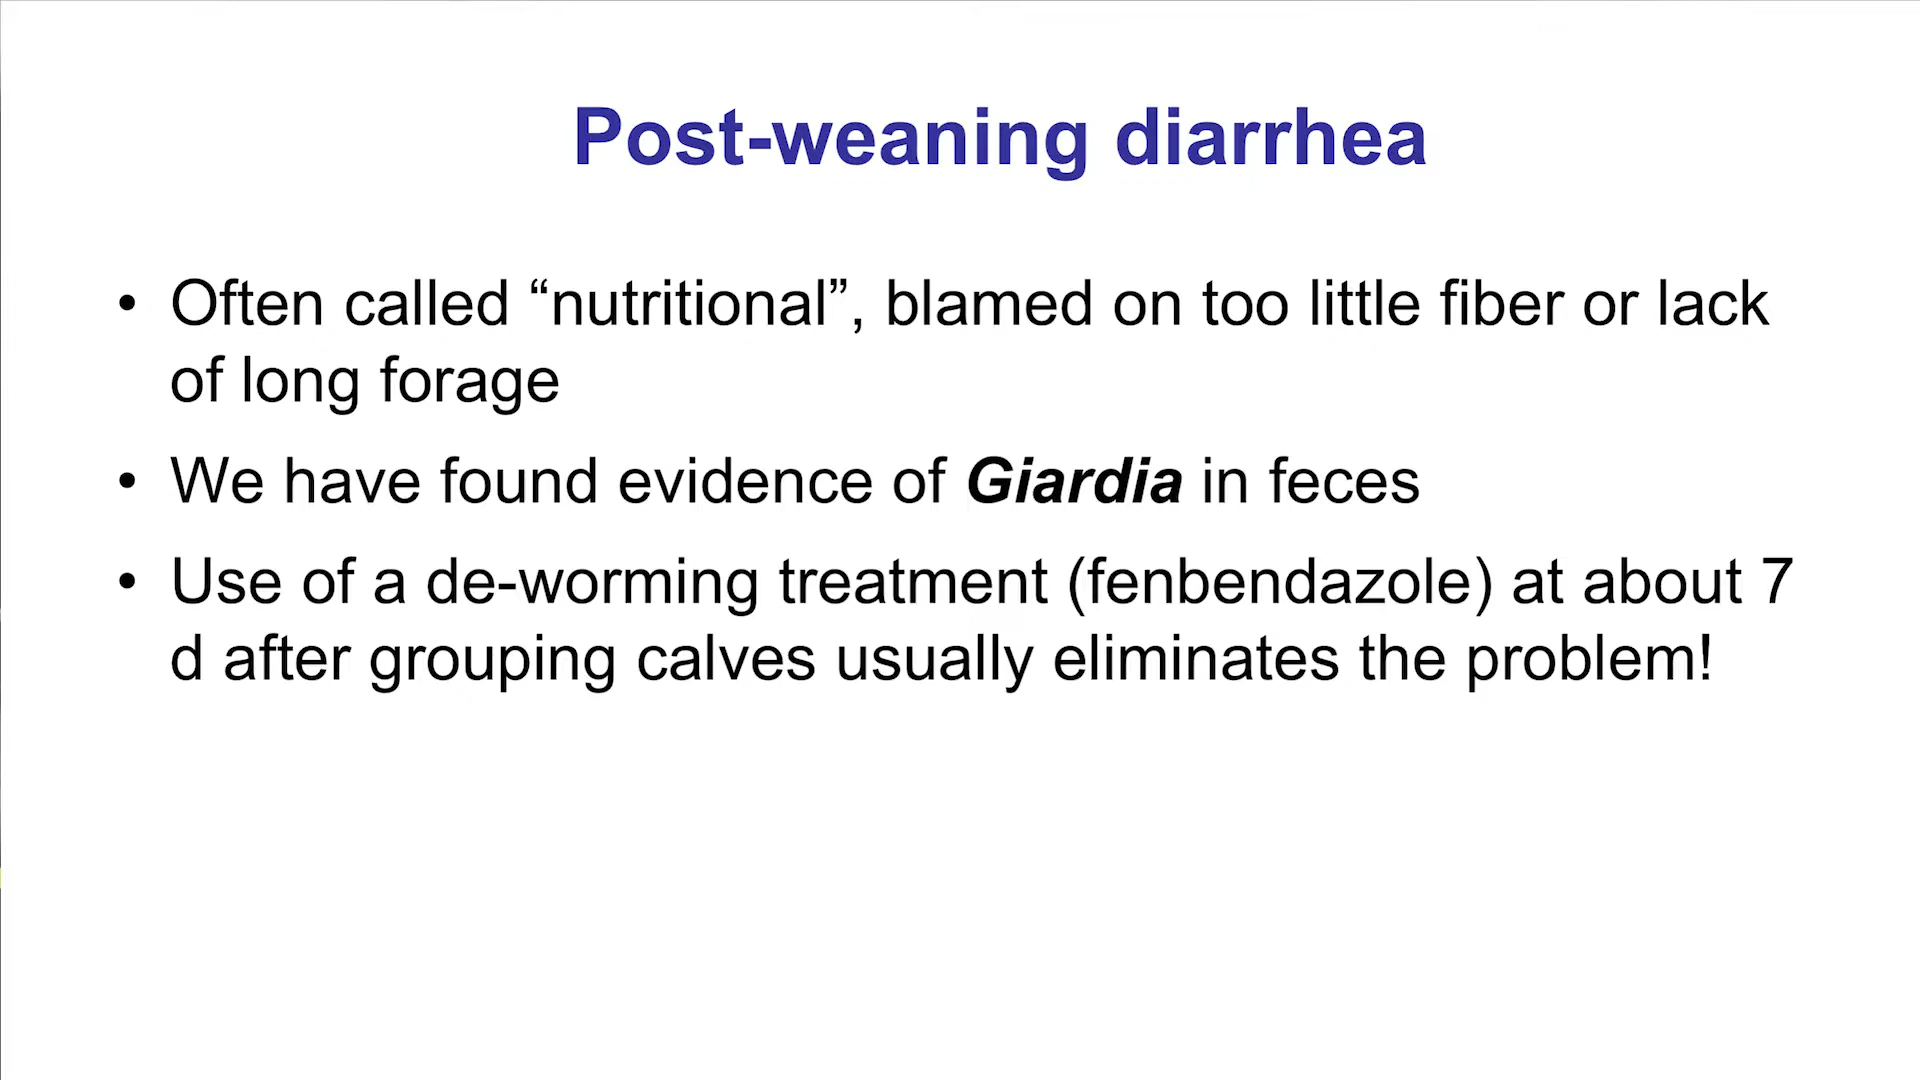 Post-weaning diarrhea
• Often called “nutritional”, blamed on too little fiber or lack
of long forage
• We have found evidence of Giardia in feces
• Use of a de-worming treatment (fenbendazole) at about 7
d after grouping calves usually eliminates the problem!